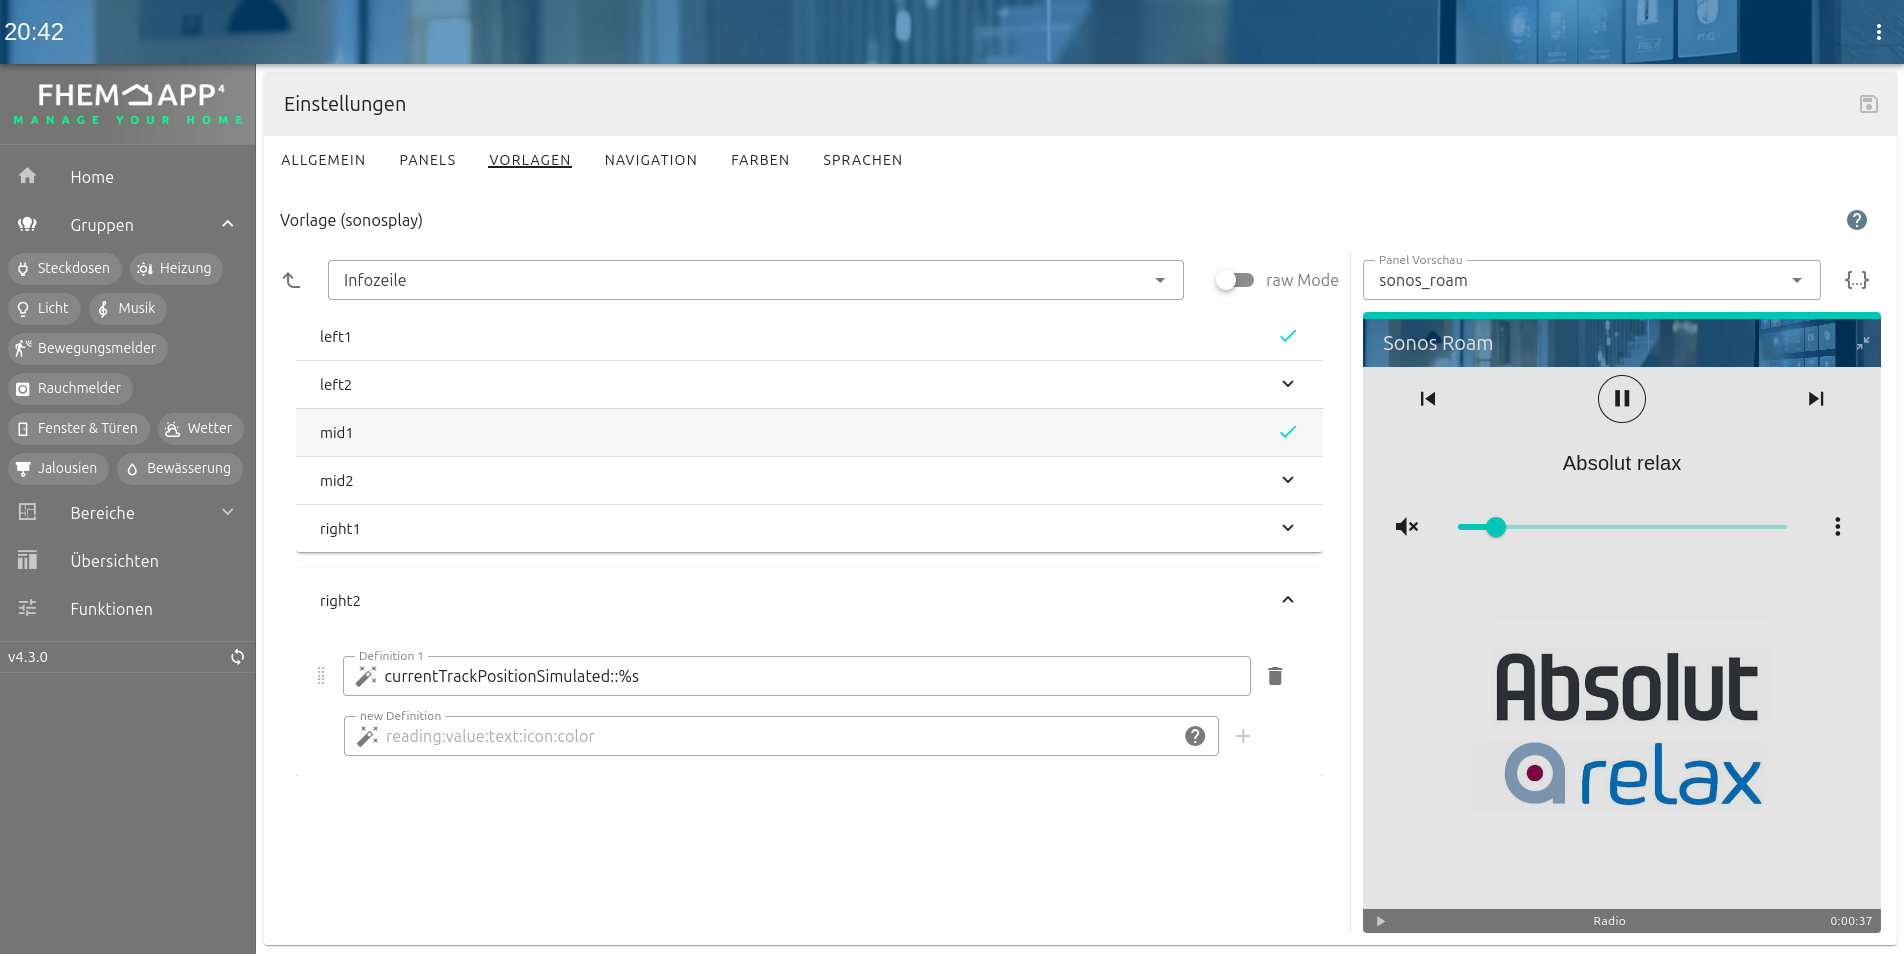 20:42
FHEM APP4
MANAGE YOUR HOME
Home
Gruppen
Steckdosen
Heizung
Licht
Musik
Bewegungsmelder
Rauchmelder
Fenster & Türen
Wetter
Jalousien
Bewässerung
Bereiche
Übersichten
Funktionen
v4.3.0
Einstellungen
ALLGEMEIN PANELS VORLAGEN NAVIGATION FARBEN SPRACHEN
Vorlage (sonosplay)
Infozeile
raw Mode
left1
left2
mid1
mid2
right1
right2
Definition 1
currentTrackPositionSimulated::%s
new Definition
reading:value:text:icon:color
Panel Vorschau
sonos_roam
{...}
Sonos Roam
Absolut relax
Absolut
relax
Radio
0:00:37